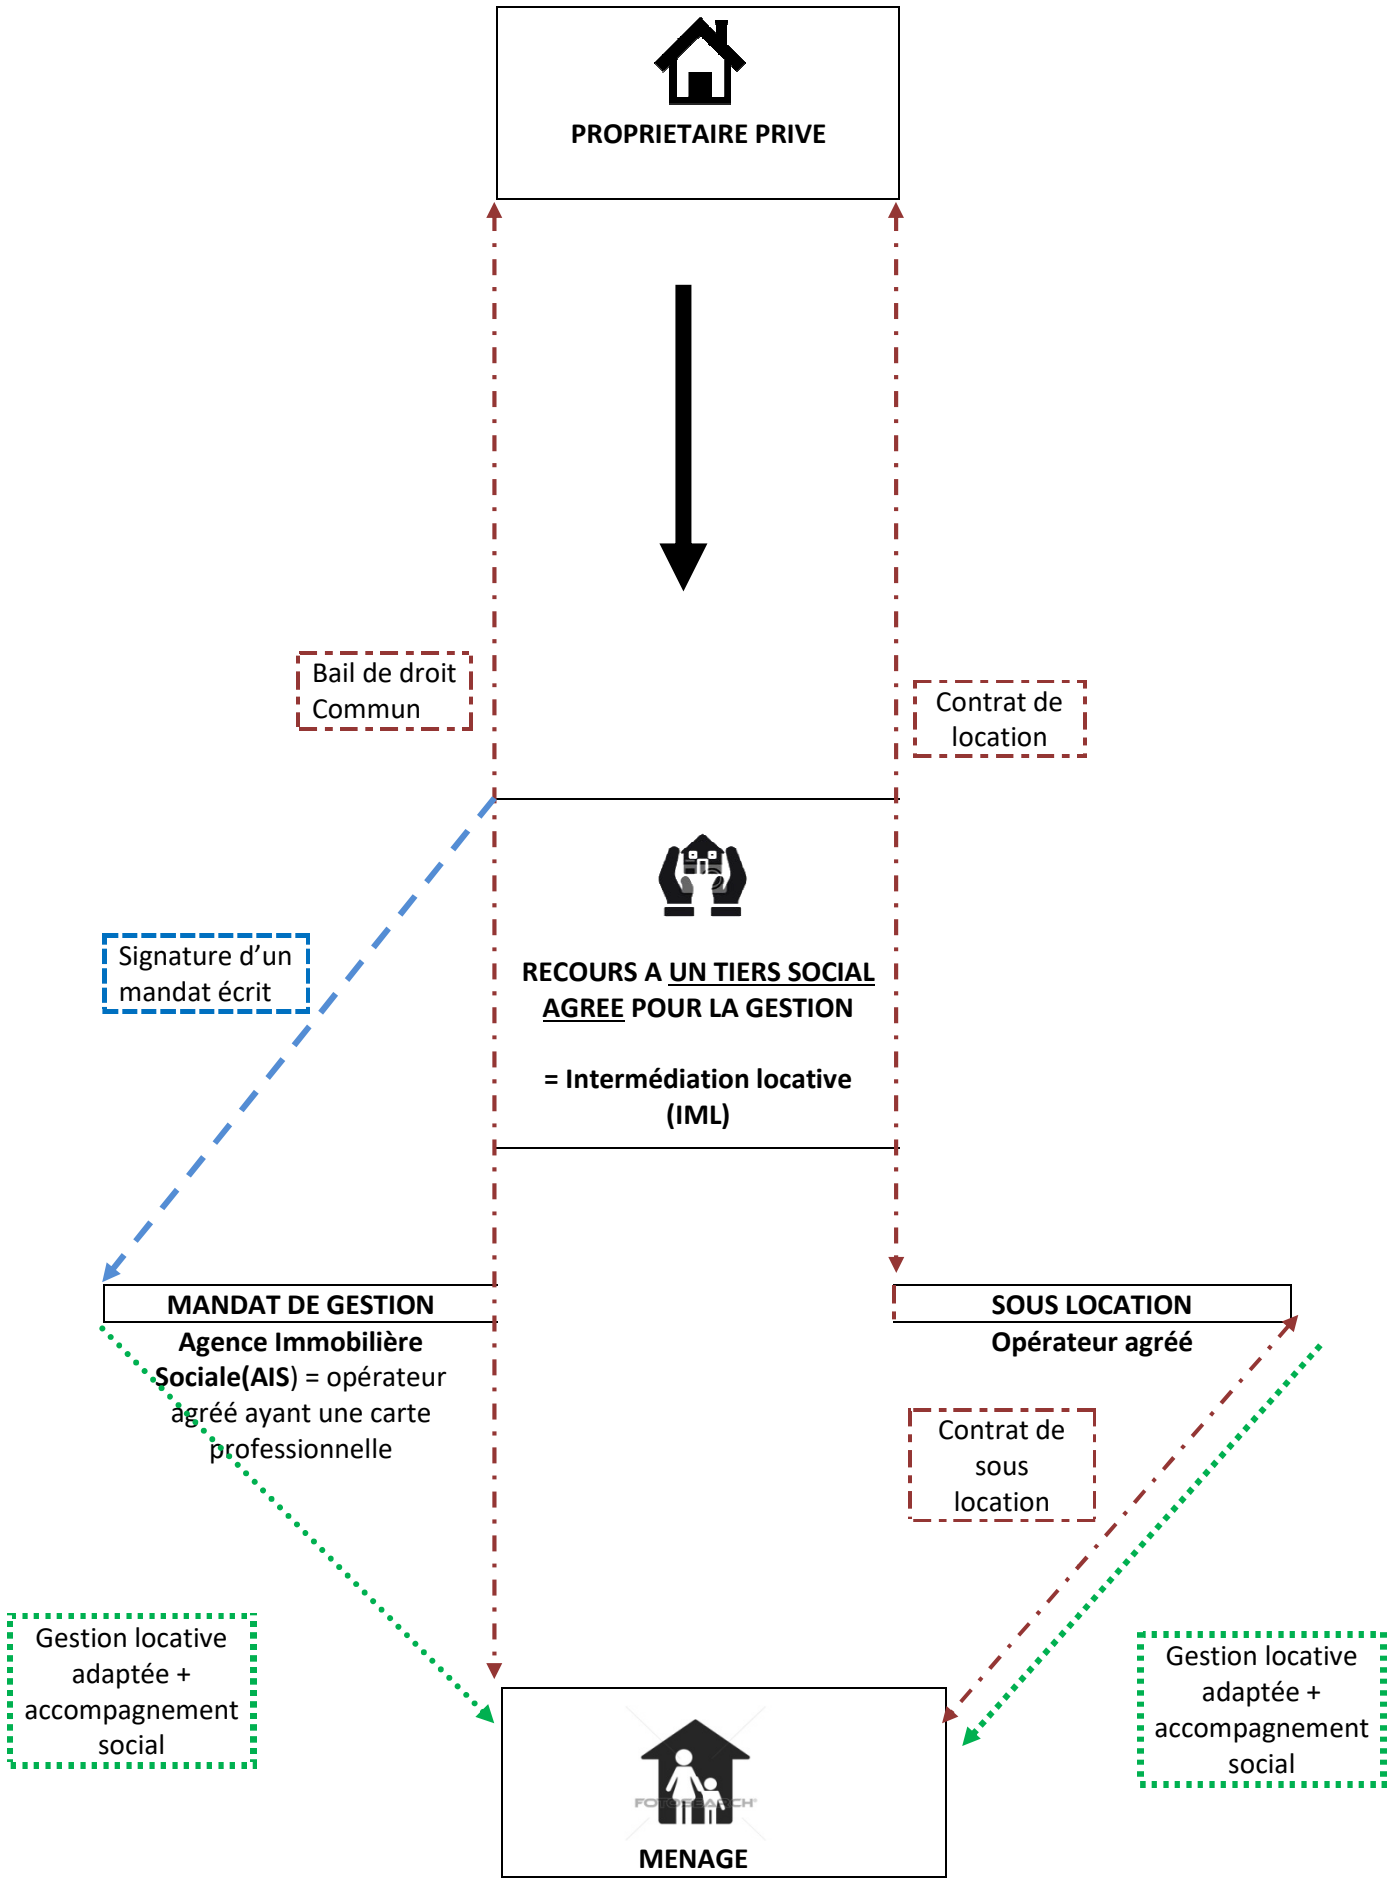 PROPRIETAIRE PRIVE
Bail de droit
Commun
Contrat de
location
Signature d’un
mandat écrit
RECOURS A UN TIERS SOCIAL
AGREE POUR LA GESTION
= Intermédiation locative
(IML)
MANDAT DE GESTION
Agence Immobilière
Sociale(AIS) = opérateur
agréé ayant une carte
professionnelle
SOUS LOCATION
Opérateur agréé
Contrat de
sous
location
Gestion locative
adaptée +
accompagnement
social
Gestion locative
adaptée +
accompagnement
social
FOTOSEARCH®
MENAGE